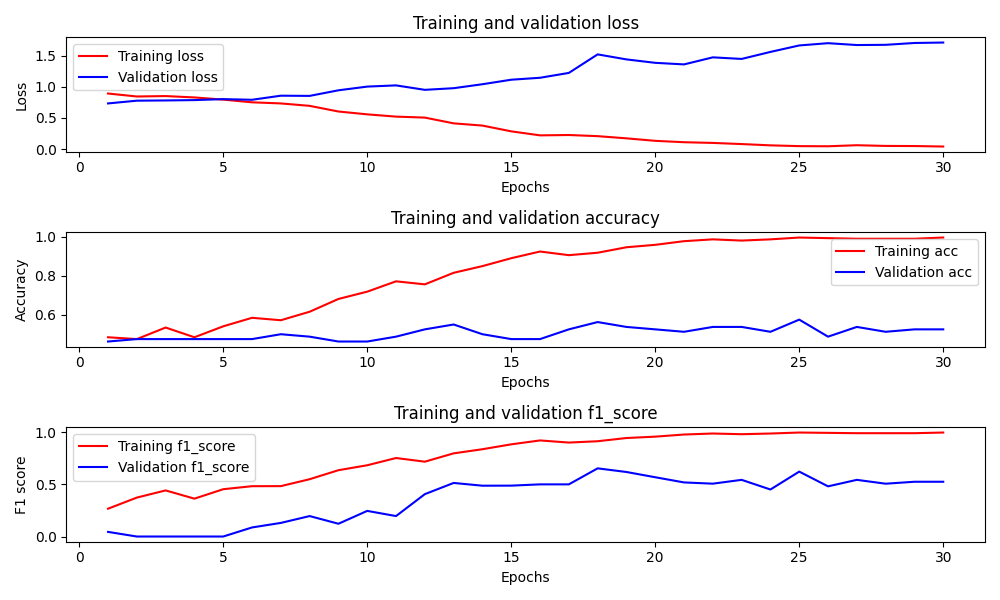 Training and validation loss
Training loss
Validation loss
Loss
1.5
1.0
0.5
0.0
0 5 10 15 20 25 30
Epochs
Training and validation accuracy
Training acc
Validation acc
Accuracy
1.0
0.8
0.6
0 5 10 15 20 25 30
Epochs
Training and validation f1_score
Training f1_score
Validation f1_score
F1 score
1.0
0.5
0.0
0 5 10 15 20 25 30
Epochs